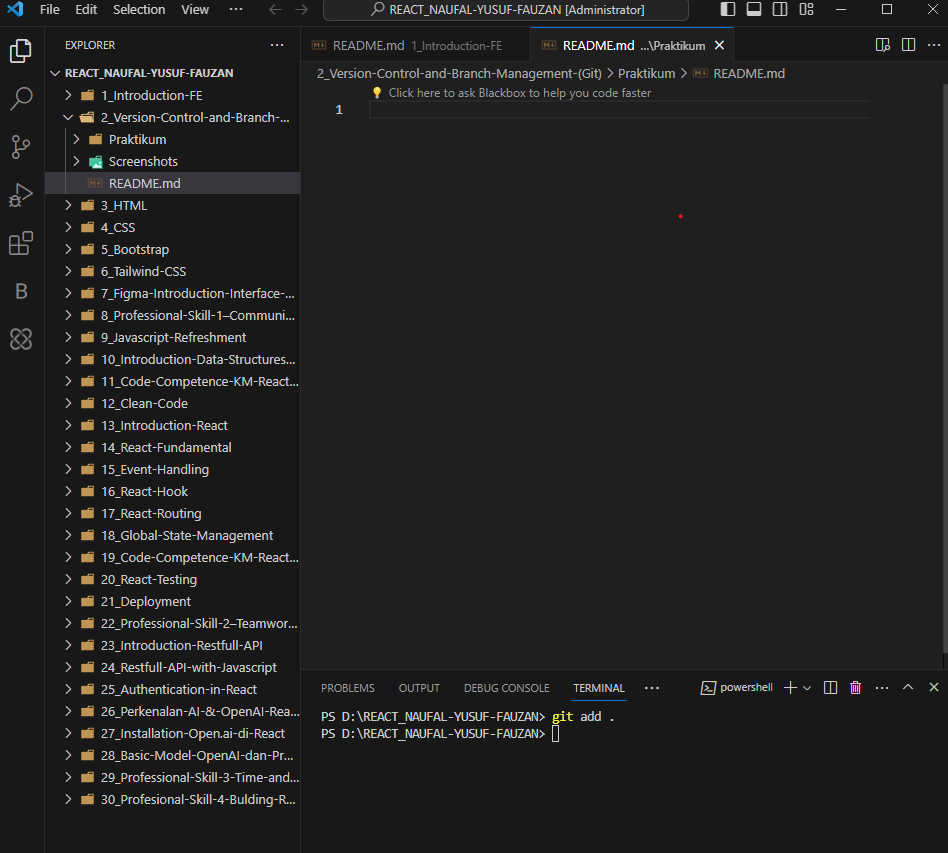 File Edit Selection View ··· REACT_NAUFAL-YUSUF-FAUZAN [Administrator]
EXPLORER ···
REACT_NAUFAL-YUSUF-FAUZAN
1_Introduction-FE
2_Version-Control-and-Branch-...
Praktikum
Screenshots
README.md
3_HTML
4_CSS
5_Bootstrap
6_Tailwind-CSS
7_Figma-Introduction-Interface-...
8_Professional-Skill-1–Communi...
9_Javascript-Refreshment
10_Introduction-Data-Structures...
11_Code-Competence-KM-React...
12_Clean-Code
13_Introduction-React
14_React-Fundamental
15_Event-Handling
16_React-Hook
17_React-Routing
18_Global-State-Management
19_Code-Competence-KM-React...
20_React-Testing
21_Deployment
22_Professional-Skill-2–Teamwor...
23_Introduction-Restfull-API
24_Restfull-API-with-Javascript
25_Authentication-in-React
26_Perkenalan-AI-&-OpenAI-Rea...
27_Installation-Open.ai-di-React
28_Basic-Model-OpenAI-dan-Pr...
29_Professional-Skill-3-Time-and...
30_Profesional-Skill-4-Bulding-R...
README.md 1_Introduction-FE README.md ...\Praktikum
2_Version-Control-and-Branch-Management-(Git) > Praktikum > README.md
Click here to ask Blackbox to help you code faster
1
PROBLEMS OUTPUT DEBUG CONSOLE TERMINAL ··· powershell
PS D:\REACT_NAUFAL-YUSUF-FAUZAN> git add .
PS D:\REACT_NAUFAL-YUSUF-FAUZAN>